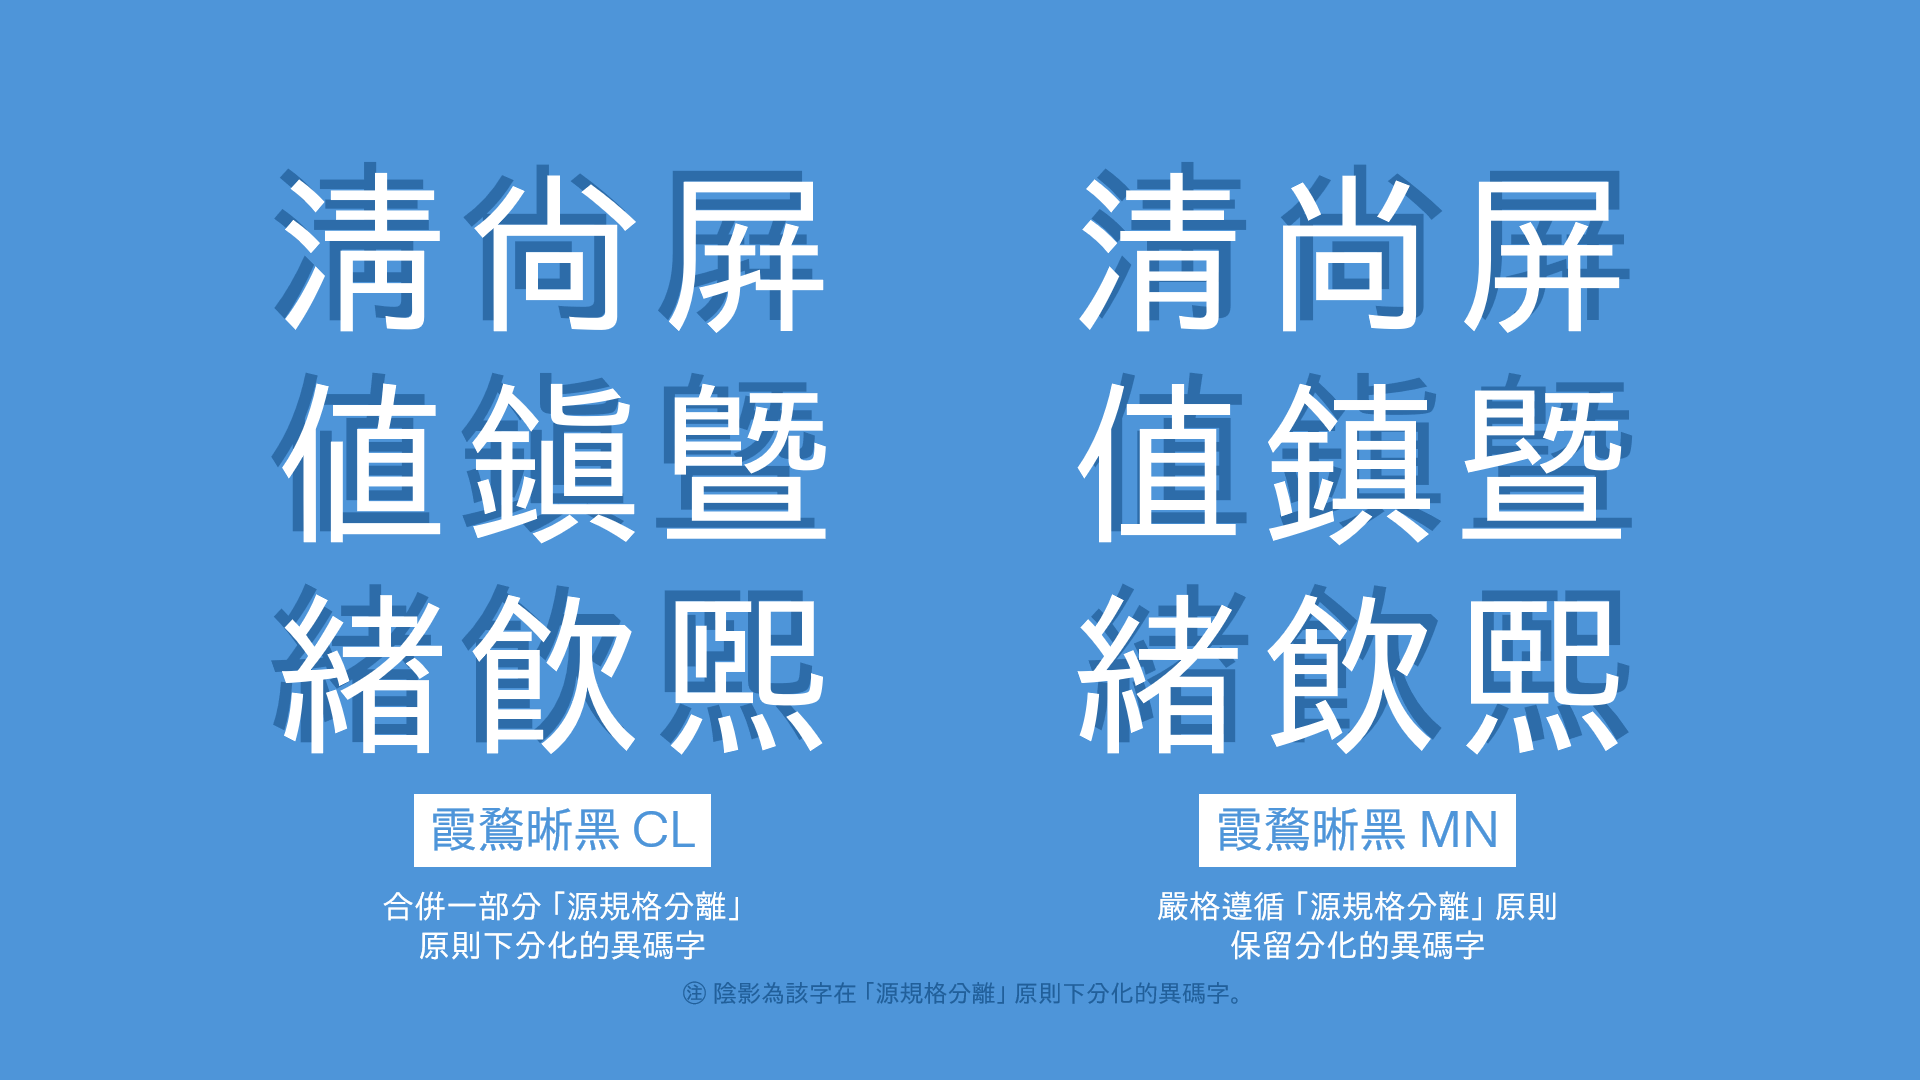 淸尙屛
値鎭曁
緖飮熙
霞鶩晰黑 CL
合倂一部分「源規格分離」
原則下分化的異碼字
清尚屏
值鎮暨
緒飲熙
霞鶩晰黑 MN
嚴格遵循「源規格分離」原則
保留分化的異碼字
㊟ 陰影為該字在「源規格分離」原則下分化的異碼字。